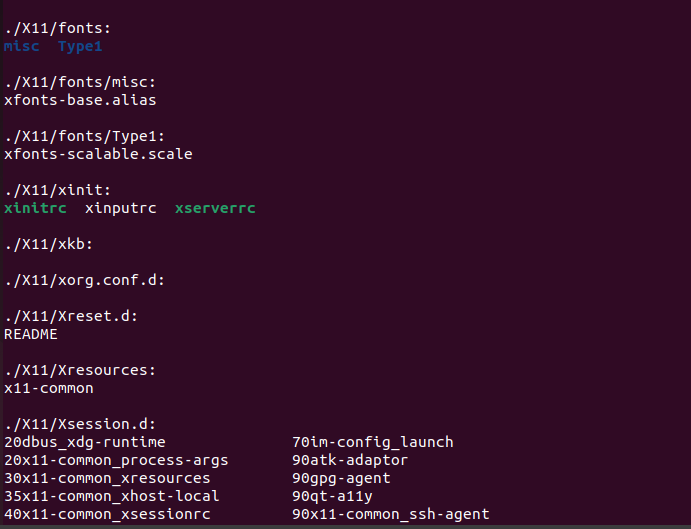 ./X11/fonts:
misc  Type1
./X11/fonts/misc:
xfonts-base.alias
./X11/fonts/Type1:
xfonts-scalable.scale
./X11/xinit:
xinitrc  xinputrc  xserverrc
./X11/xkb:
./X11/xorg.conf.d:
./X11/Xreset.d:
README
./X11/Xresources:
x11-common
./X11/Xsession.d:
20dbus_xdg-runtime              70im-config_launch
20x11-common_process-args       90atk-adaptor
30x11-common_xresources         90gpg-agent
35x11-common_xhost-local        90qt-a11y
40x11-common_xsessionrc         90x11-common_ssh-agent